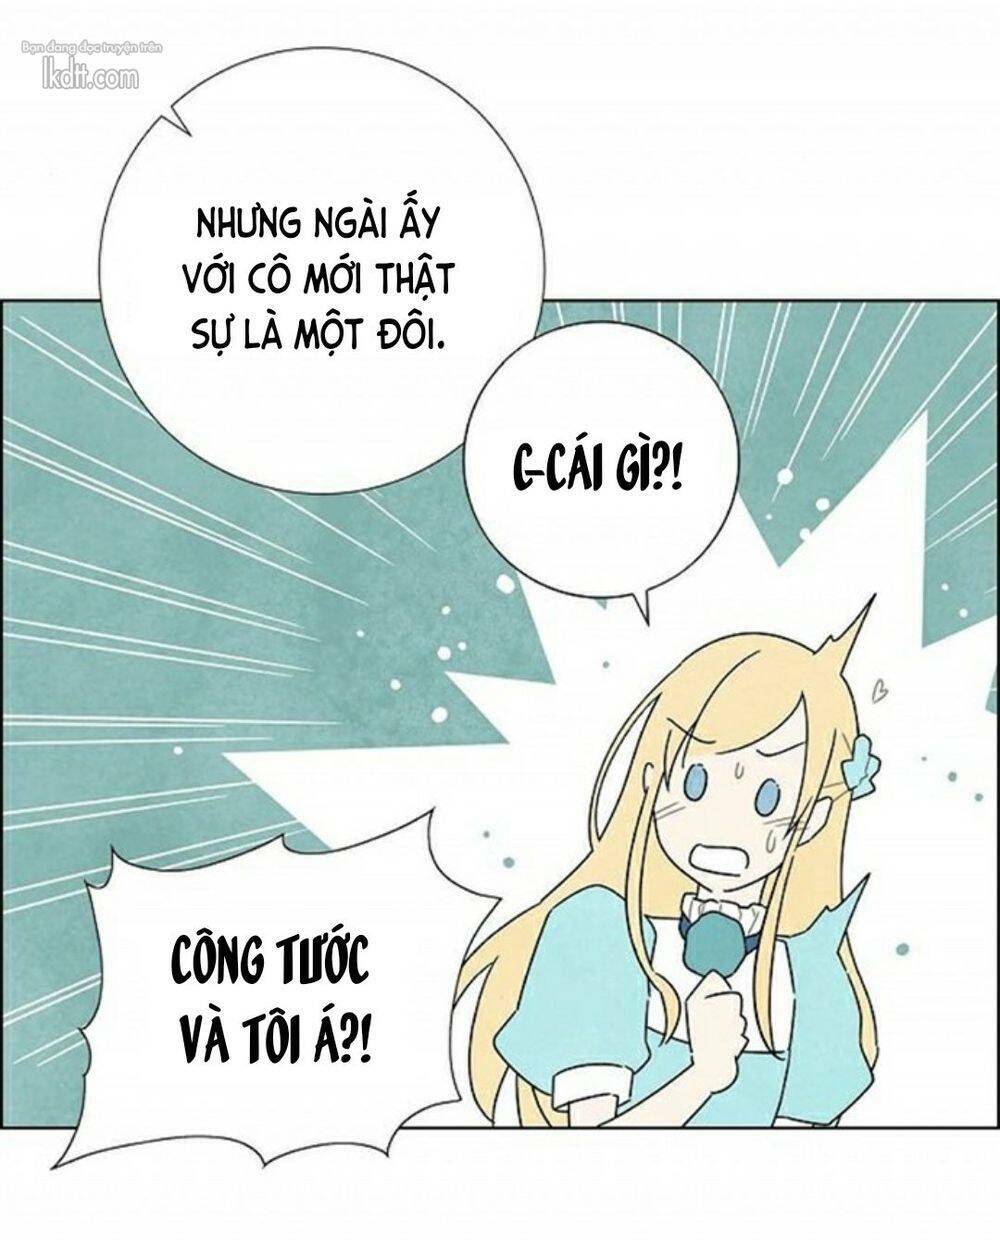 Bạn đang đọc truyện trên
lkdtt.com
NHƯNG NGÀI ẤY
VỚI CÔ MỚI THẬT
SỰ LÀ MỘT ĐÔI.
C-CÁI GÌ?!
CÔNG TƯỚC
VÀ TÔI Á?!